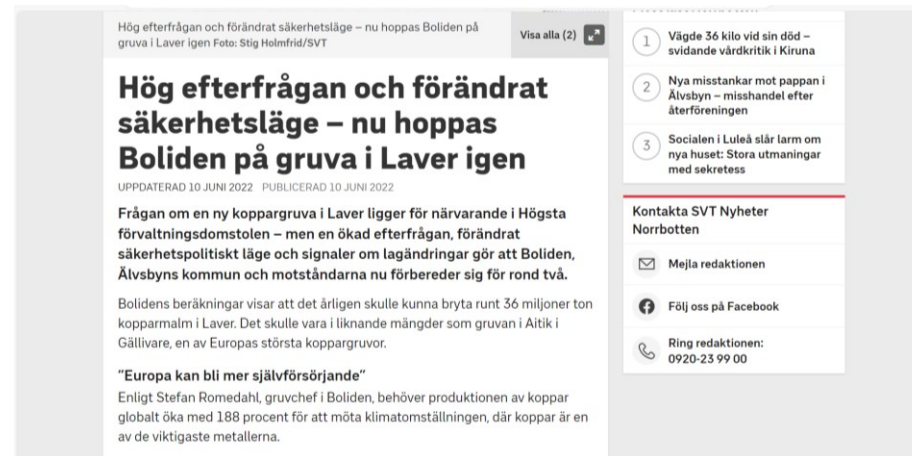 Hög efterfrågan och förändrat säkerhetsläge – nu hoppas Boliden på
gruva i Laver igen Foto: Stig Holmfrid/SVT
Visa alla (2)
Hög efterfrågan och förändrat
säkerhetsläge – nu hoppas
Boliden på gruva i Laver igen
UPPDATERAD 10 JUNI 2022 PUBLICERAD 10 JUNI 2022
Frågan om en ny koppargruva i Laver ligger för närvarande i Högsta
förvaltningsdomstolen – men en ökad efterfrågan, förändrat
säkerhetspolitiskt läge och signaler om lagändringar gör att Boliden,
Älvsbyns kommun och motståndarna nu förbereder sig för rond två.
Bolidens beräkningar visar att det årligen skulle kunna bryta runt 36 miljoner ton
kopparmalm i Laver. Det skulle vara i liknande mängder som gruvan i Aitik i
Gällivare, en av Europas största koppargruvor.
"Europa kan bli mer självförsörjande"
Enligt Stefan Romedahl, gruvchef i Boliden, behöver produktionen av koppar
globalt öka med 188 procent för att möta klimatomställningen, där koppar är en
av de viktigaste metallerna.
1
Vägde 36 kilo vid sin död –
svidande vårdkritik i Kiruna
2
Nya misstankar mot pappan i
Älvsbyn – misshandel efter
återföreningen
3
Socialen i Luleå slår larm om
nya huset: Stora utmaningar
med sekretess
Kontakta SVT Nyheter
Norrbotten
Mejla redaktionen
Följ oss på Facebook
Ring redaktionen:
0920-23 99 00